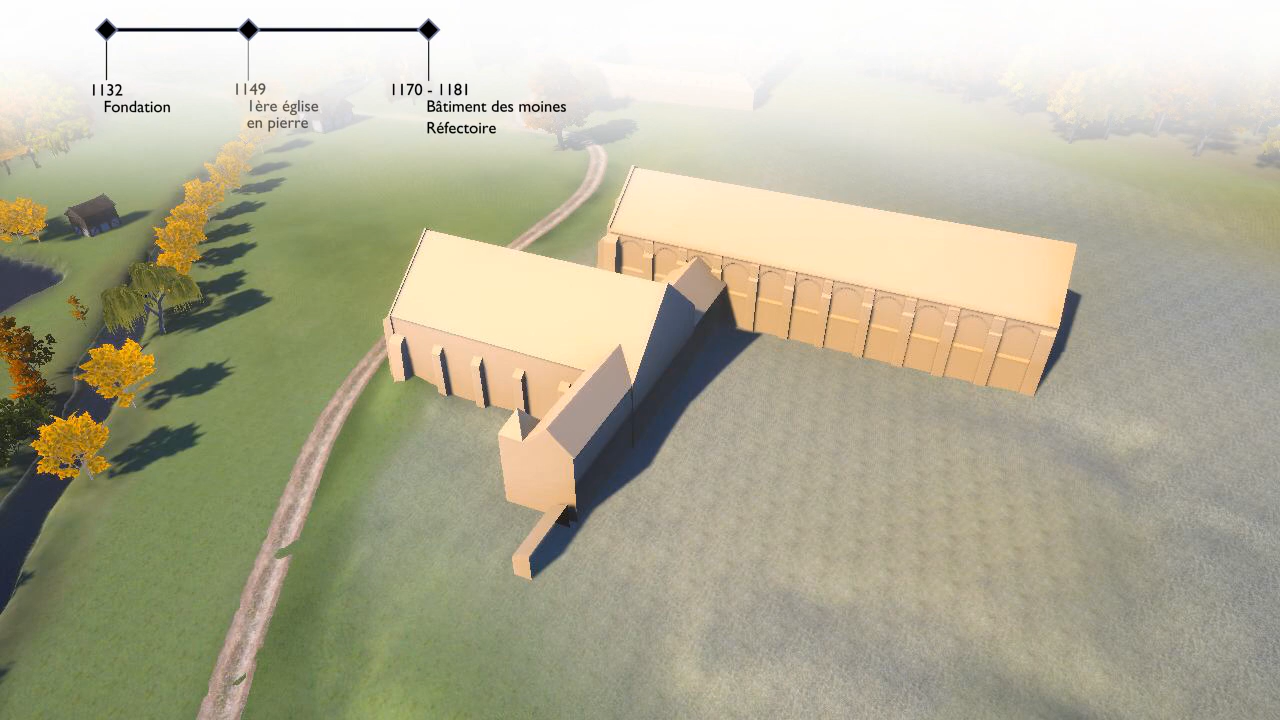 1132
Fondation
1149
1ère église
en pierre
1170 - 1181
Bâtiment des moines
Réfectoire